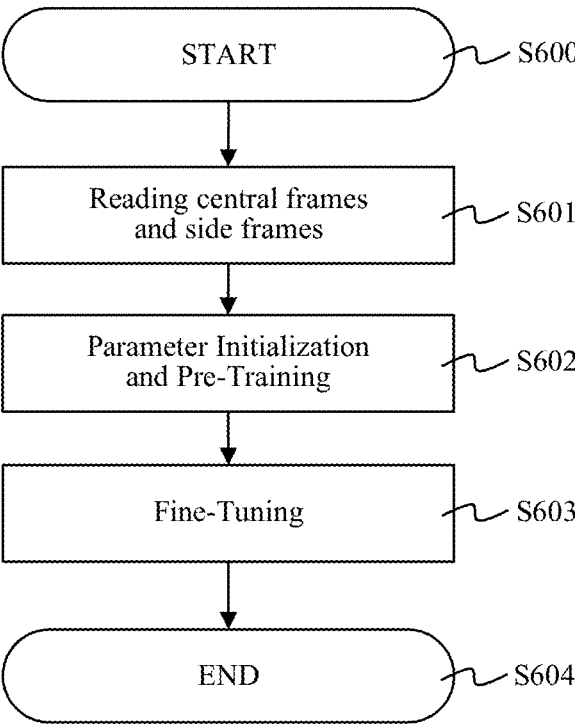 START
S600
Reading central frames
and side frames
S601
Parameter Initialization
and Pre-Training
S602
Fine-Tuning
S603
END
S604